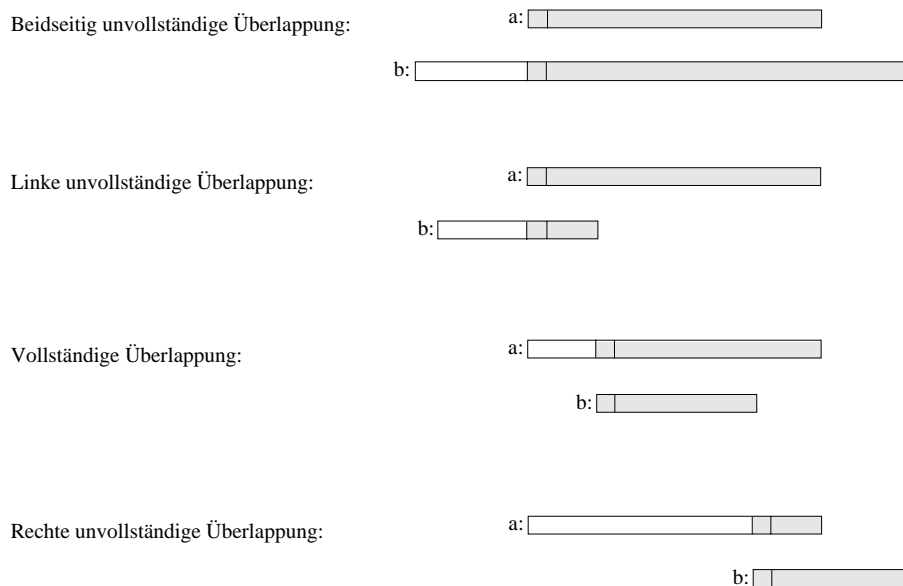 Beidseitig unvollständige Überlappung:
a:
b:
Linke unvollständige Überlappung:
a:
b:
Vollständige Überlappung:
a:
b:
Rechte unvollständige Überlappung:
a:
b: